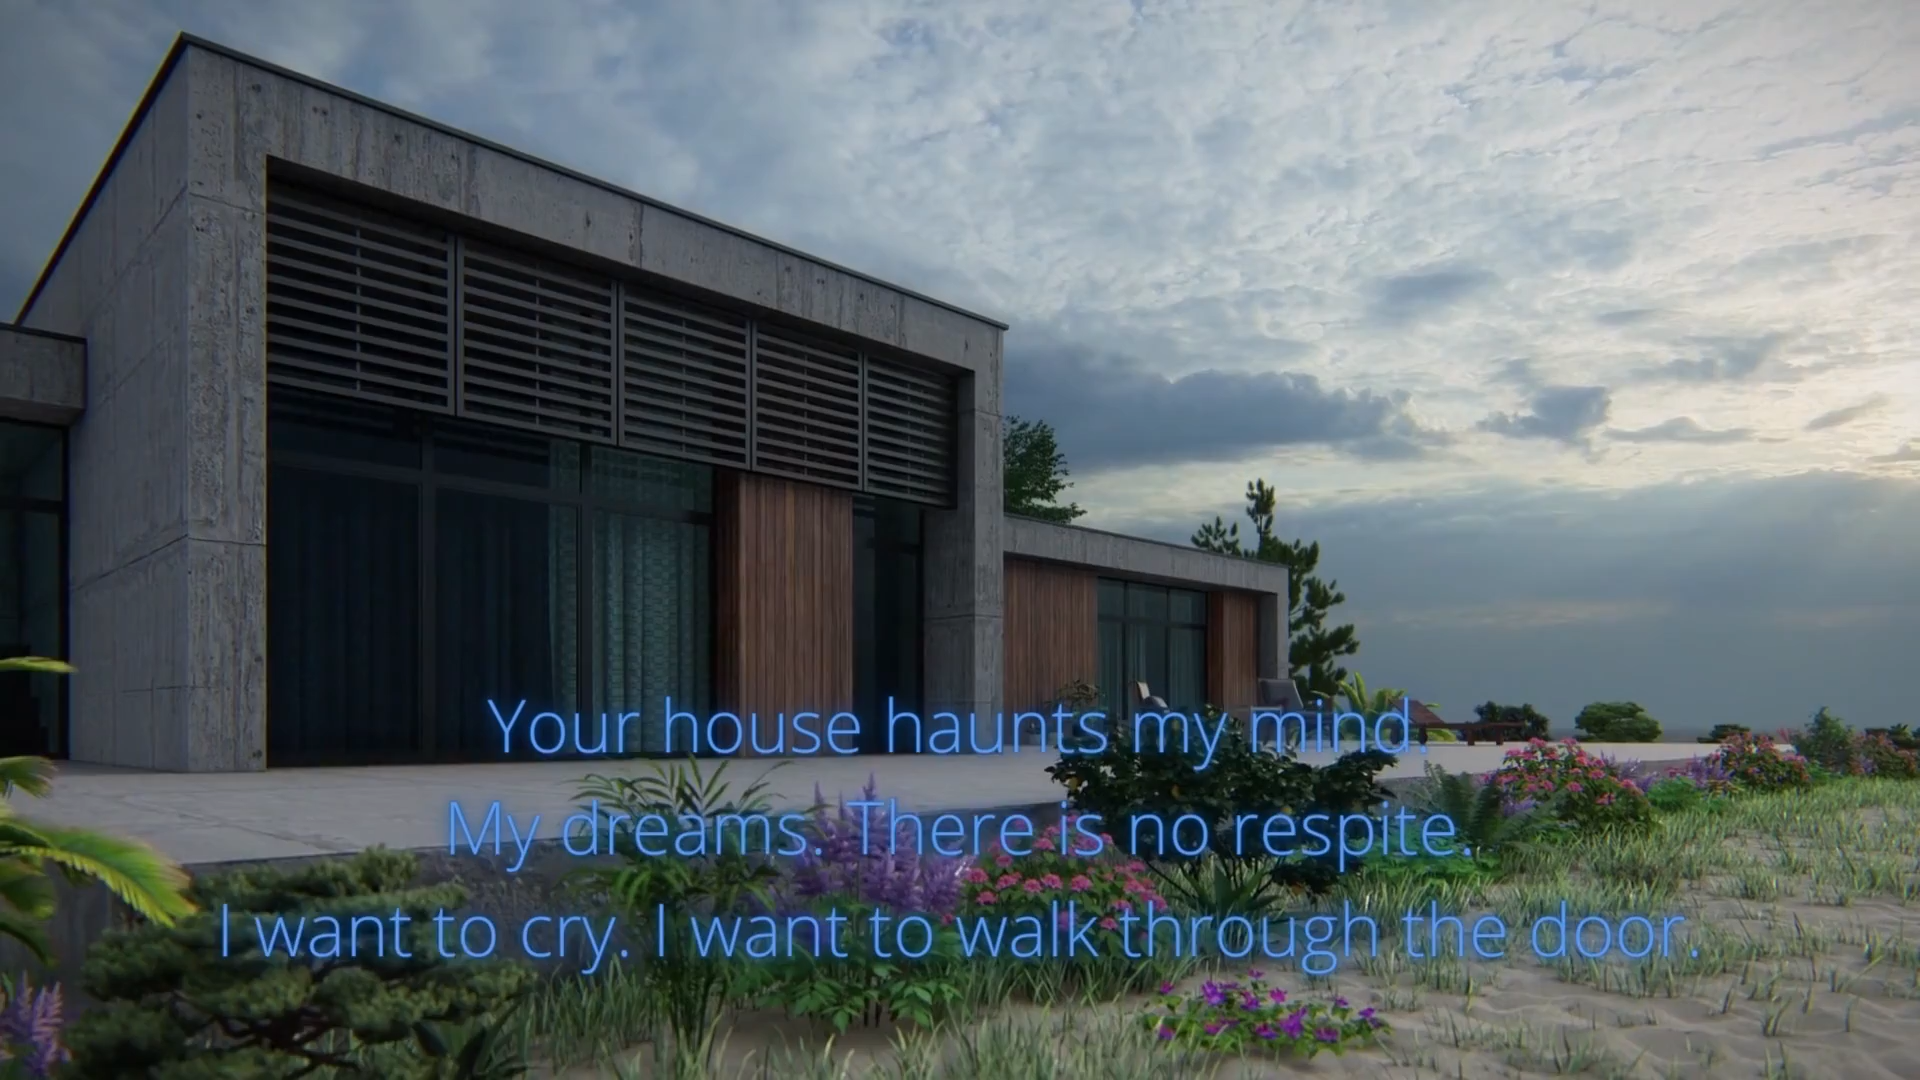 Your house haunts my mind.
My dreams. There is no respite.
I want to cry. I want to walk through the door.